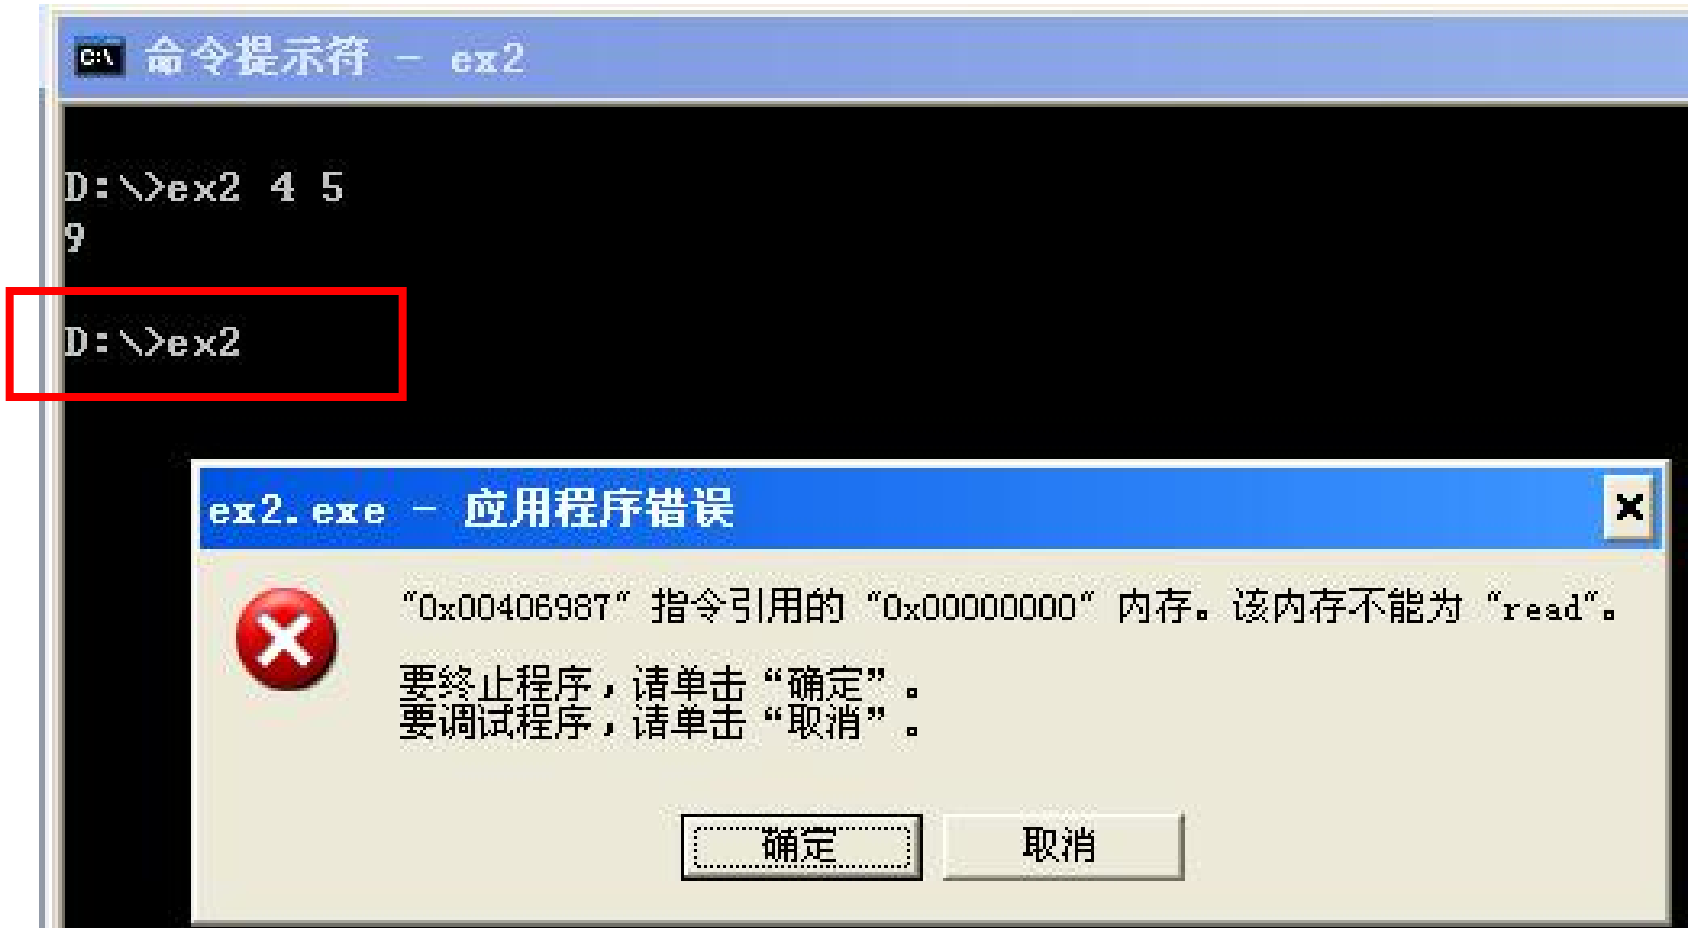 命令提示符 - ex2
D:\>ex2 4 5
9
D:\>ex2
ex2.exe - 应用程序错误
"0x00406987" 指令引用的 "0x00000000" 内存。该内存不能为 "read"。
要终止程序，请单击“确定”。
要调试程序，请单击“取消”。
确定 取消